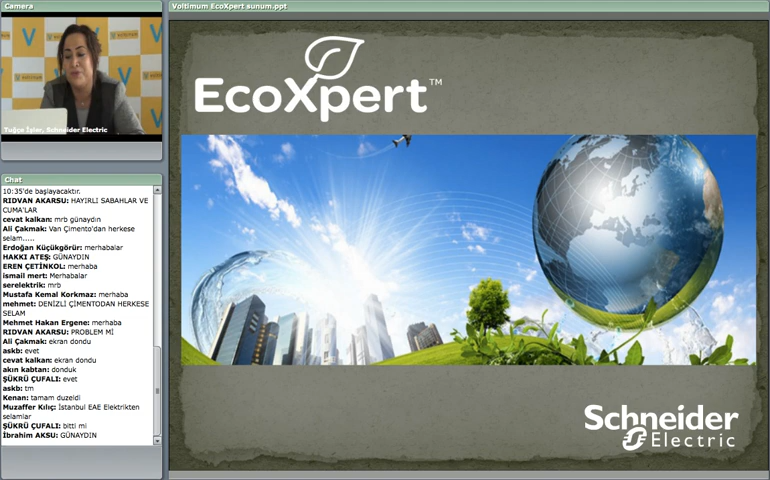 Camera
Tuğçe İşler, Schneider Electric
Chat
10:35'de başlayacaktır.
RIDVAN AKARSU: HAYIRLI SABAHLAR VE
CUMA'LAR
cevat kalkan: mrb günaydın
Ali Çakmak: Van Çimento'dan herkese
selam.....
Erdoğan Küçükgörür: merhabalar
HAKKI ATEŞ: GÜNAYDIN
EREN ÇETİNKOL: merhaba
ismail mert: Merhabalar
serelektrik: mrb
Mustafa Kemal Korkmaz: merhaba
mehmet: DENİZLİ ÇİMENTODAN HERKESE
SELAM
Mehmet Hakan Ergene: merhaba
RIDVAN AKARSU: PROBLEM Mİ
Ali Çakmak: ekran dondu
askb: evet
cevat kalkan: ekran dondu
akın kabtan: donduk
ŞÜKRÜ ÇUFALI: evet
askb: tm
Kenan: tamam duzeldi
Muzaffer Kılıç: İstanbul EAE Elektrikten
selamlar
ŞÜKRÜ ÇUFALI: bitti mi
İbrahim AKSU: GÜNAYDIN
Voltimum EcoXpert sunum.ppt
EcoXpert™
Schneider
Electric